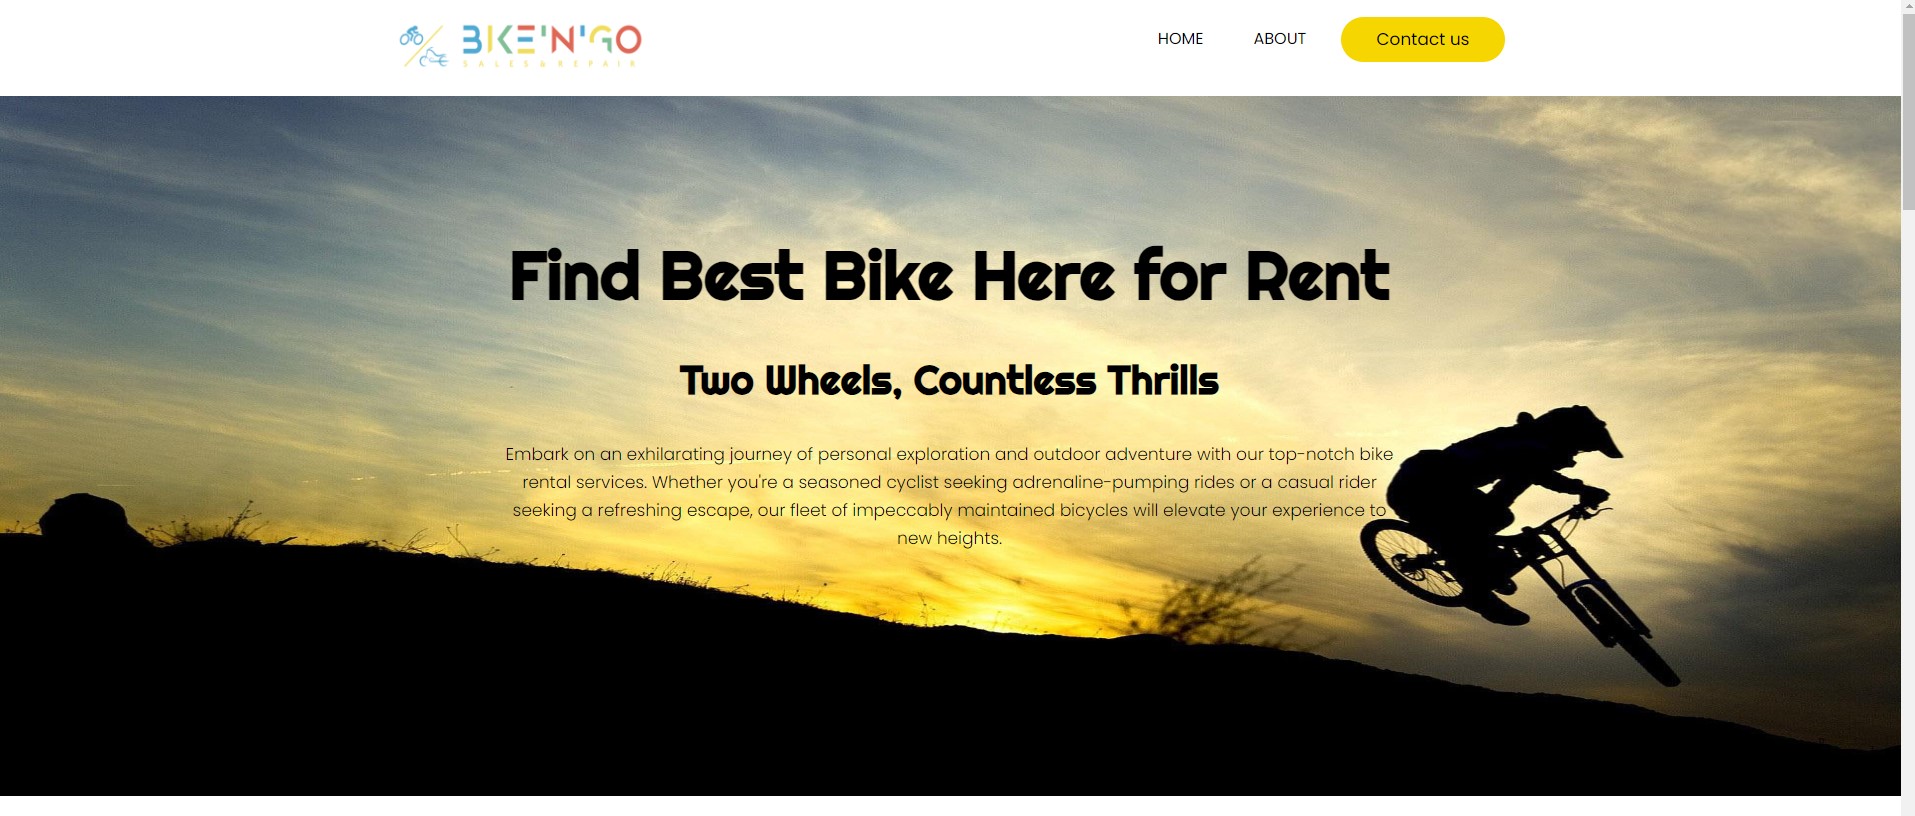 BIKE'N'GO
SALES & REPAIR
HOME
ABOUT
Contact us
Find Best Bike Here for Rent
Two Wheels, Countless Thrills
Embark on an exhilarating journey of personal exploration and outdoor adventure with our top-notch bike
rental services. Whether you're a seasoned cyclist seeking adrenaline-pumping rides or a casual rider
seeking a refreshing escape, our fleet of impeccably maintained bicycles will elevate your experience to
new heights.